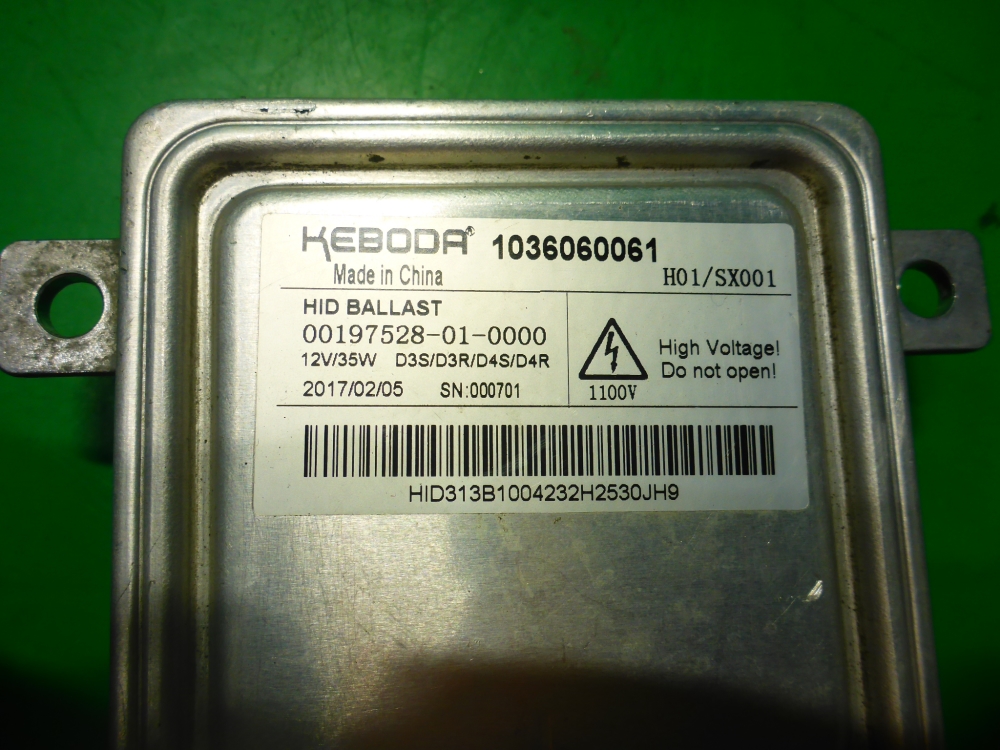 KEBODA® 1036060061
Made in China H01/SX001
HID BALLAST
00197528-01-0000
12V/35W D3S/D3R/D4S/D4R
2017/02/05 SN:000701
High Voltage!
Do not open!
1100V
HID313B1004232H2530JH9